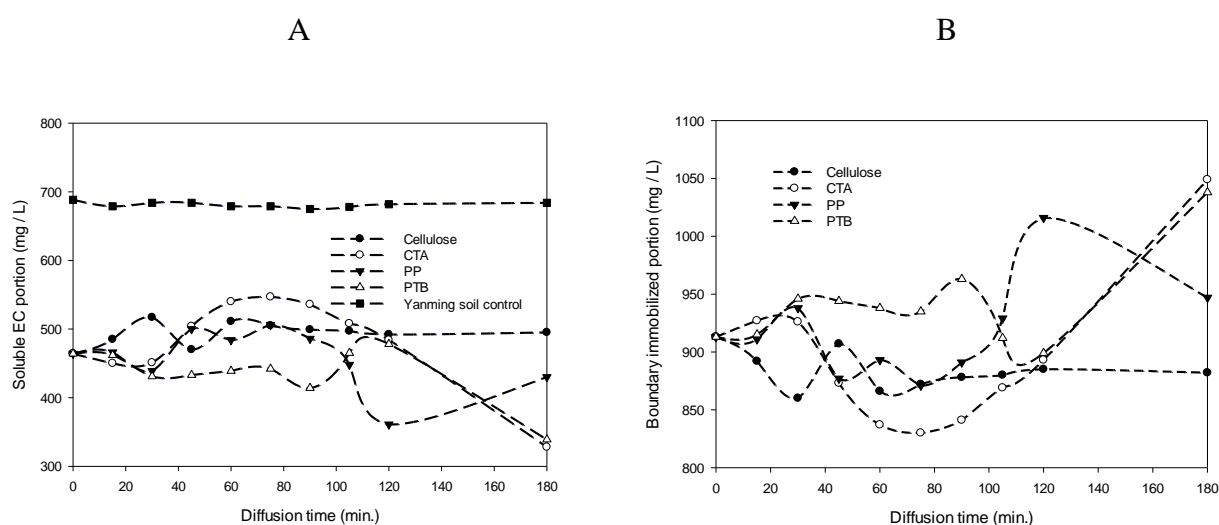 A
B
800
700
600
500
400
300
Soluble EC portion (mg / L)
Cellulose
CTA
PP
PTB
Yanming soil control
0 20 40 60 80 100 120 140 160 180
Diffusion time (min.)
1100
1050
1000
950
900
850
800
Boundary immobilized portion (mg / L)
Cellulose
CTA
PP
PTB
0 20 40 60 80 100 120 140 160 180
Diffusion time (min.)